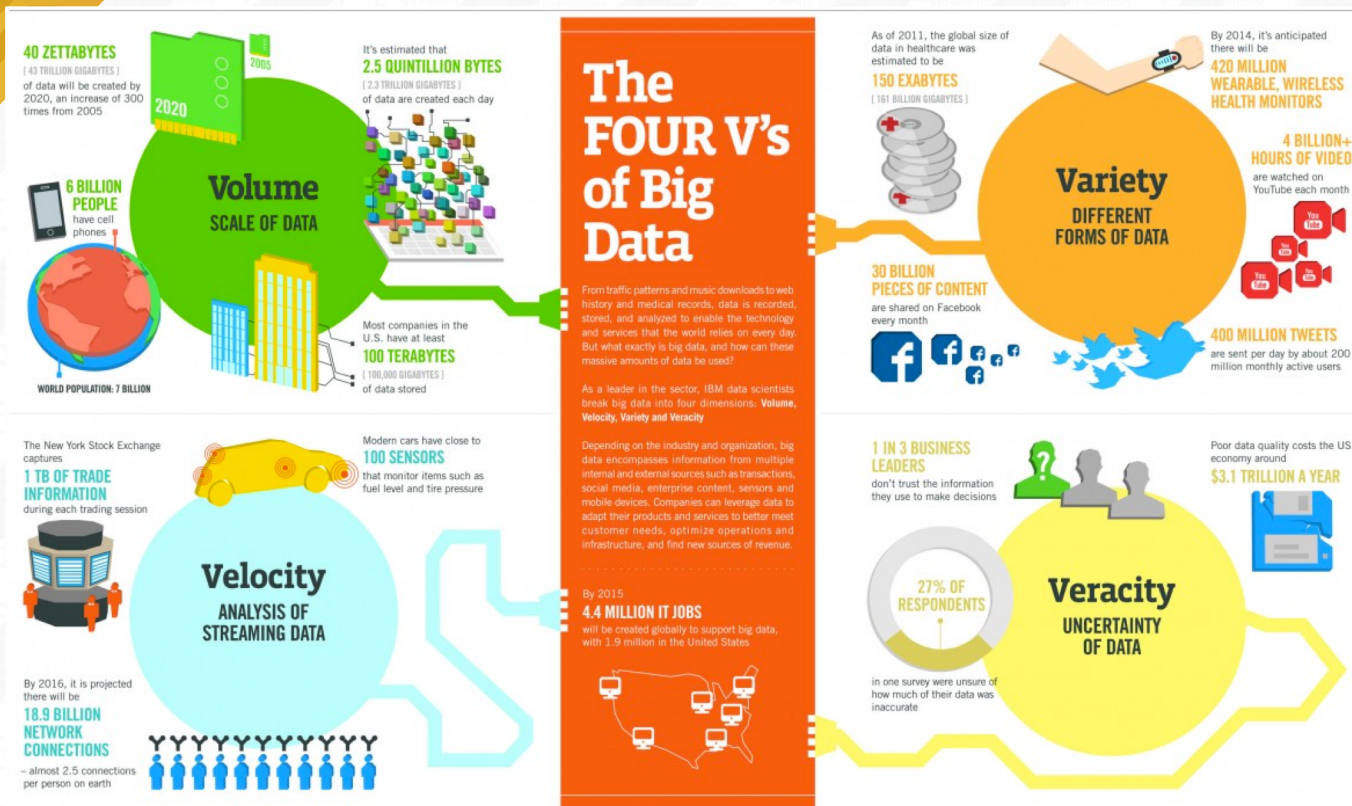 40 ZETTABYTES
[ 43 TRILLION GIGABYTES ]
of data will be created by
2020, an increase of 300
times from 2005
2020
2005
It's estimated that
2.5 QUINTILLION BYTES
[ 2.3 TRILLION GIGABYTES ]
of data are created each day
6 BILLION
PEOPLE
have cell
phones
WORLD POPULATION: 7 BILLION
Volume
SCALE OF DATA
Most companies in the
U.S. have at least
100 TERABYTES
[ 100,000 GIGABYTES ]
of data stored
The New York Stock Exchange
captures
1 TB OF TRADE
INFORMATION
during each trading session
Modern cars have close to
100 SENSORS
that monitor items such as
fuel level and tire pressure
Velocity
ANALYSIS OF
STREAMING DATA
By 2016, it is projected
there will be
18.9 BILLION
NETWORK
CONNECTIONS
– almost 2.5 connections
per person on earth
The
FOUR V's
of Big
Data
From traffic patterns and music downloads to web
history and medical records, data is recorded,
stored, and analyzed to enable the technology
and services that the world relies on every day.
But what exactly is big data, and how can these
massive amounts of data be used?
As a leader in the sector, IBM data scientists
break big data into four dimensions: Volume,
Velocity, Variety and Veracity
Depending on the industry and organization, big
data encompasses information from multiple
internal and external sources such as transactions,
social media, enterprise content, sensors and
mobile devices. Companies can leverage data to
adapt their products and services to better meet
customer needs, optimize operations and
infrastructure, and find new sources of revenue.
By 2015
4.4 MILLION IT JOBS
will be created globally to support big data,
with 1.9 million in the United States
As of 2011, the global size of
data in healthcare was
estimated to be
150 EXABYTES
[ 161 BILLION GIGABYTES ]
By 2014, it's anticipated
there will be
420 MILLION
WEARABLE, WIRELESS
HEALTH MONITORS
Variety
DIFFERENT
FORMS OF DATA
4 BILLION+
HOURS OF VIDEO
are watched on
YouTube each month
You
Tube
You
Tube
You
Tube
You
Tube
30 BILLION
PIECES OF CONTENT
are shared on Facebook
every month
400 MILLION TWEETS
are sent per day by about 200
million monthly active users
1 IN 3 BUSINESS
LEADERS
don't trust the information
they use to make decisions
?
Poor data quality costs the US
economy around
$3.1 TRILLION A YEAR
27% OF
RESPONDENTS
in one survey were unsure of
how much of their data was
inaccurate
Veracity
UNCERTAINTY
OF DATA